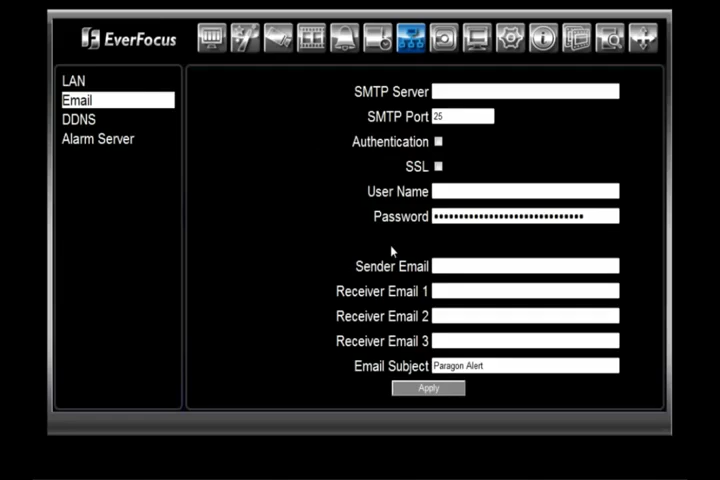 EverFocus
LAN
Email
DDNS
Alarm Server
SMTP Server
SMTP Port 25
Authentication
SSL
User Name
Password ••••••••••••••••••••••••••••••••
Sender Email
Receiver Email 1
Receiver Email 2
Receiver Email 3
Email Subject Paragon Alert
Apply